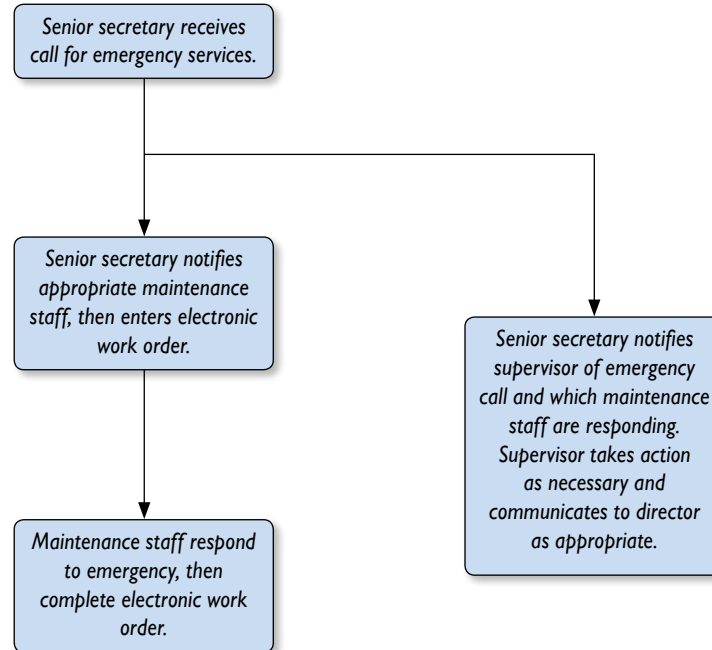 Senior secretary receives
call for emergency services.
Senior secretary notifies
appropriate maintenance
staff, then enters electronic
work order.
Senior secretary notifies
supervisor of emergency
call and which maintenance
staff are responding.
Supervisor takes action
as necessary and
communicates to director
as appropriate.
Maintenance staff respond
to emergency, then
complete electronic work
order.